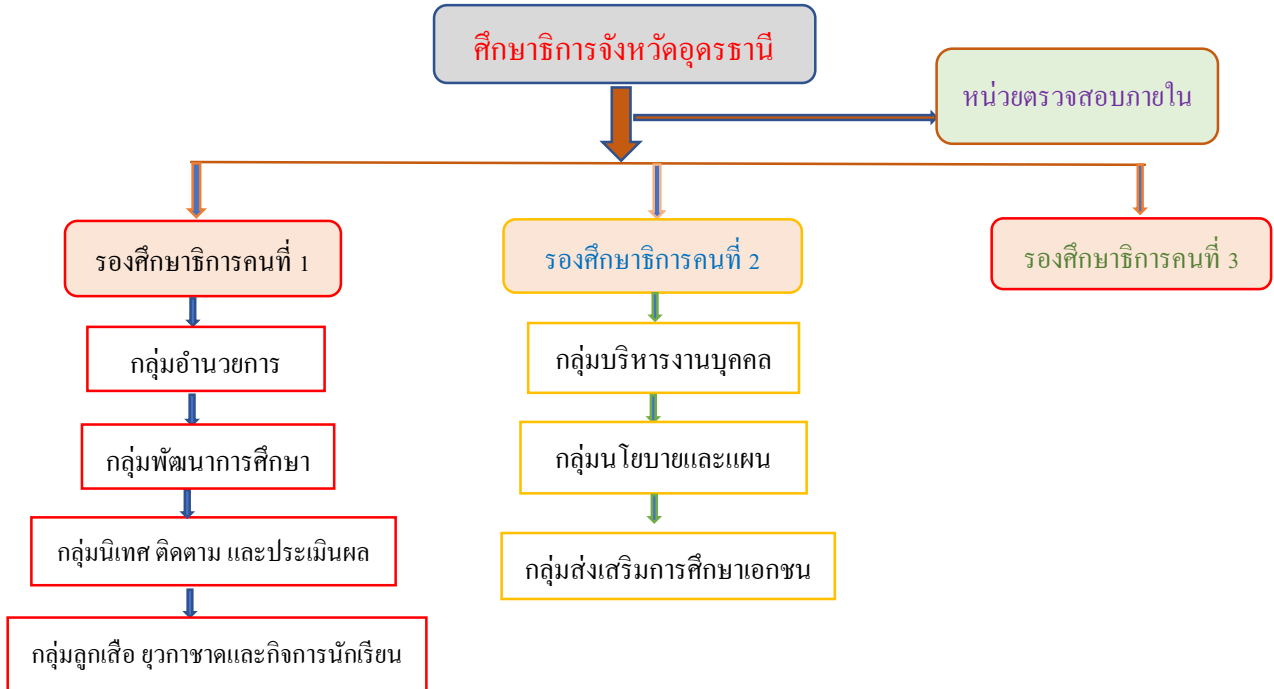 ศึกษาธิการจังหวัดอุดรธานี
หน่วยตรวจสอบภายใน
รองศึกษาธิการคนที่ 1
รองศึกษาธิการคนที่ 2
รองศึกษาธิการคนที่ 3
กลุ่มอำนวยการ
กลุ่มพัฒนาการศึกษา
กลุ่มนิเทศ ติดตาม และประเมินผล
กลุ่มลูกเสือ ยุวกาชาดและกิจการนักเรียน
กลุ่มบริหารงานบุคคล
กลุ่มนโยบายและแผน
กลุ่มส่งเสริมการศึกษาเอกชน